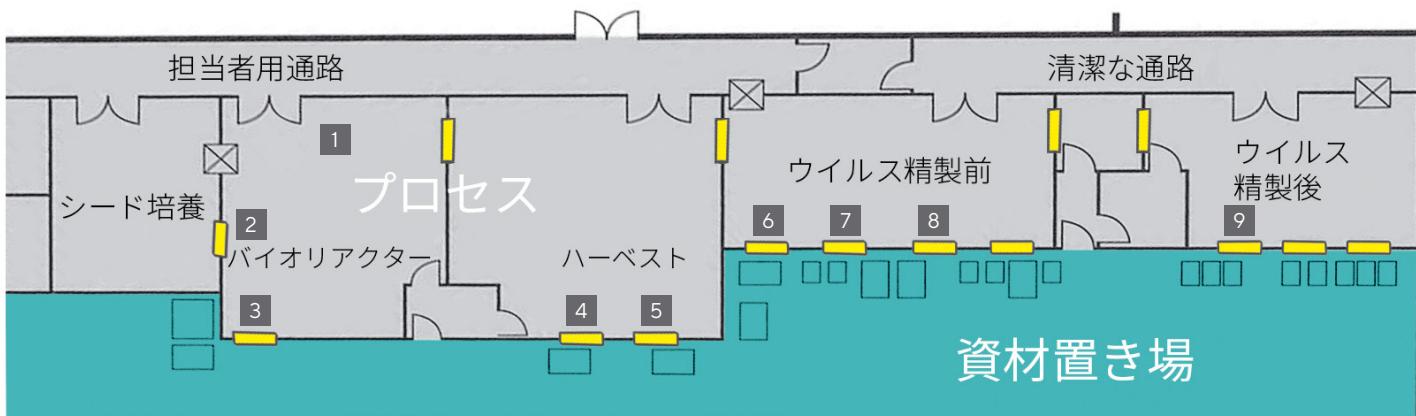 担当者用通路
清潔な通路
1
プロセス
シード培養
2
バイオリアクター
ハーベスト
ウイルス精製前
ウイルス
精製後
3
4
5
6
7
8
9
資材置き場